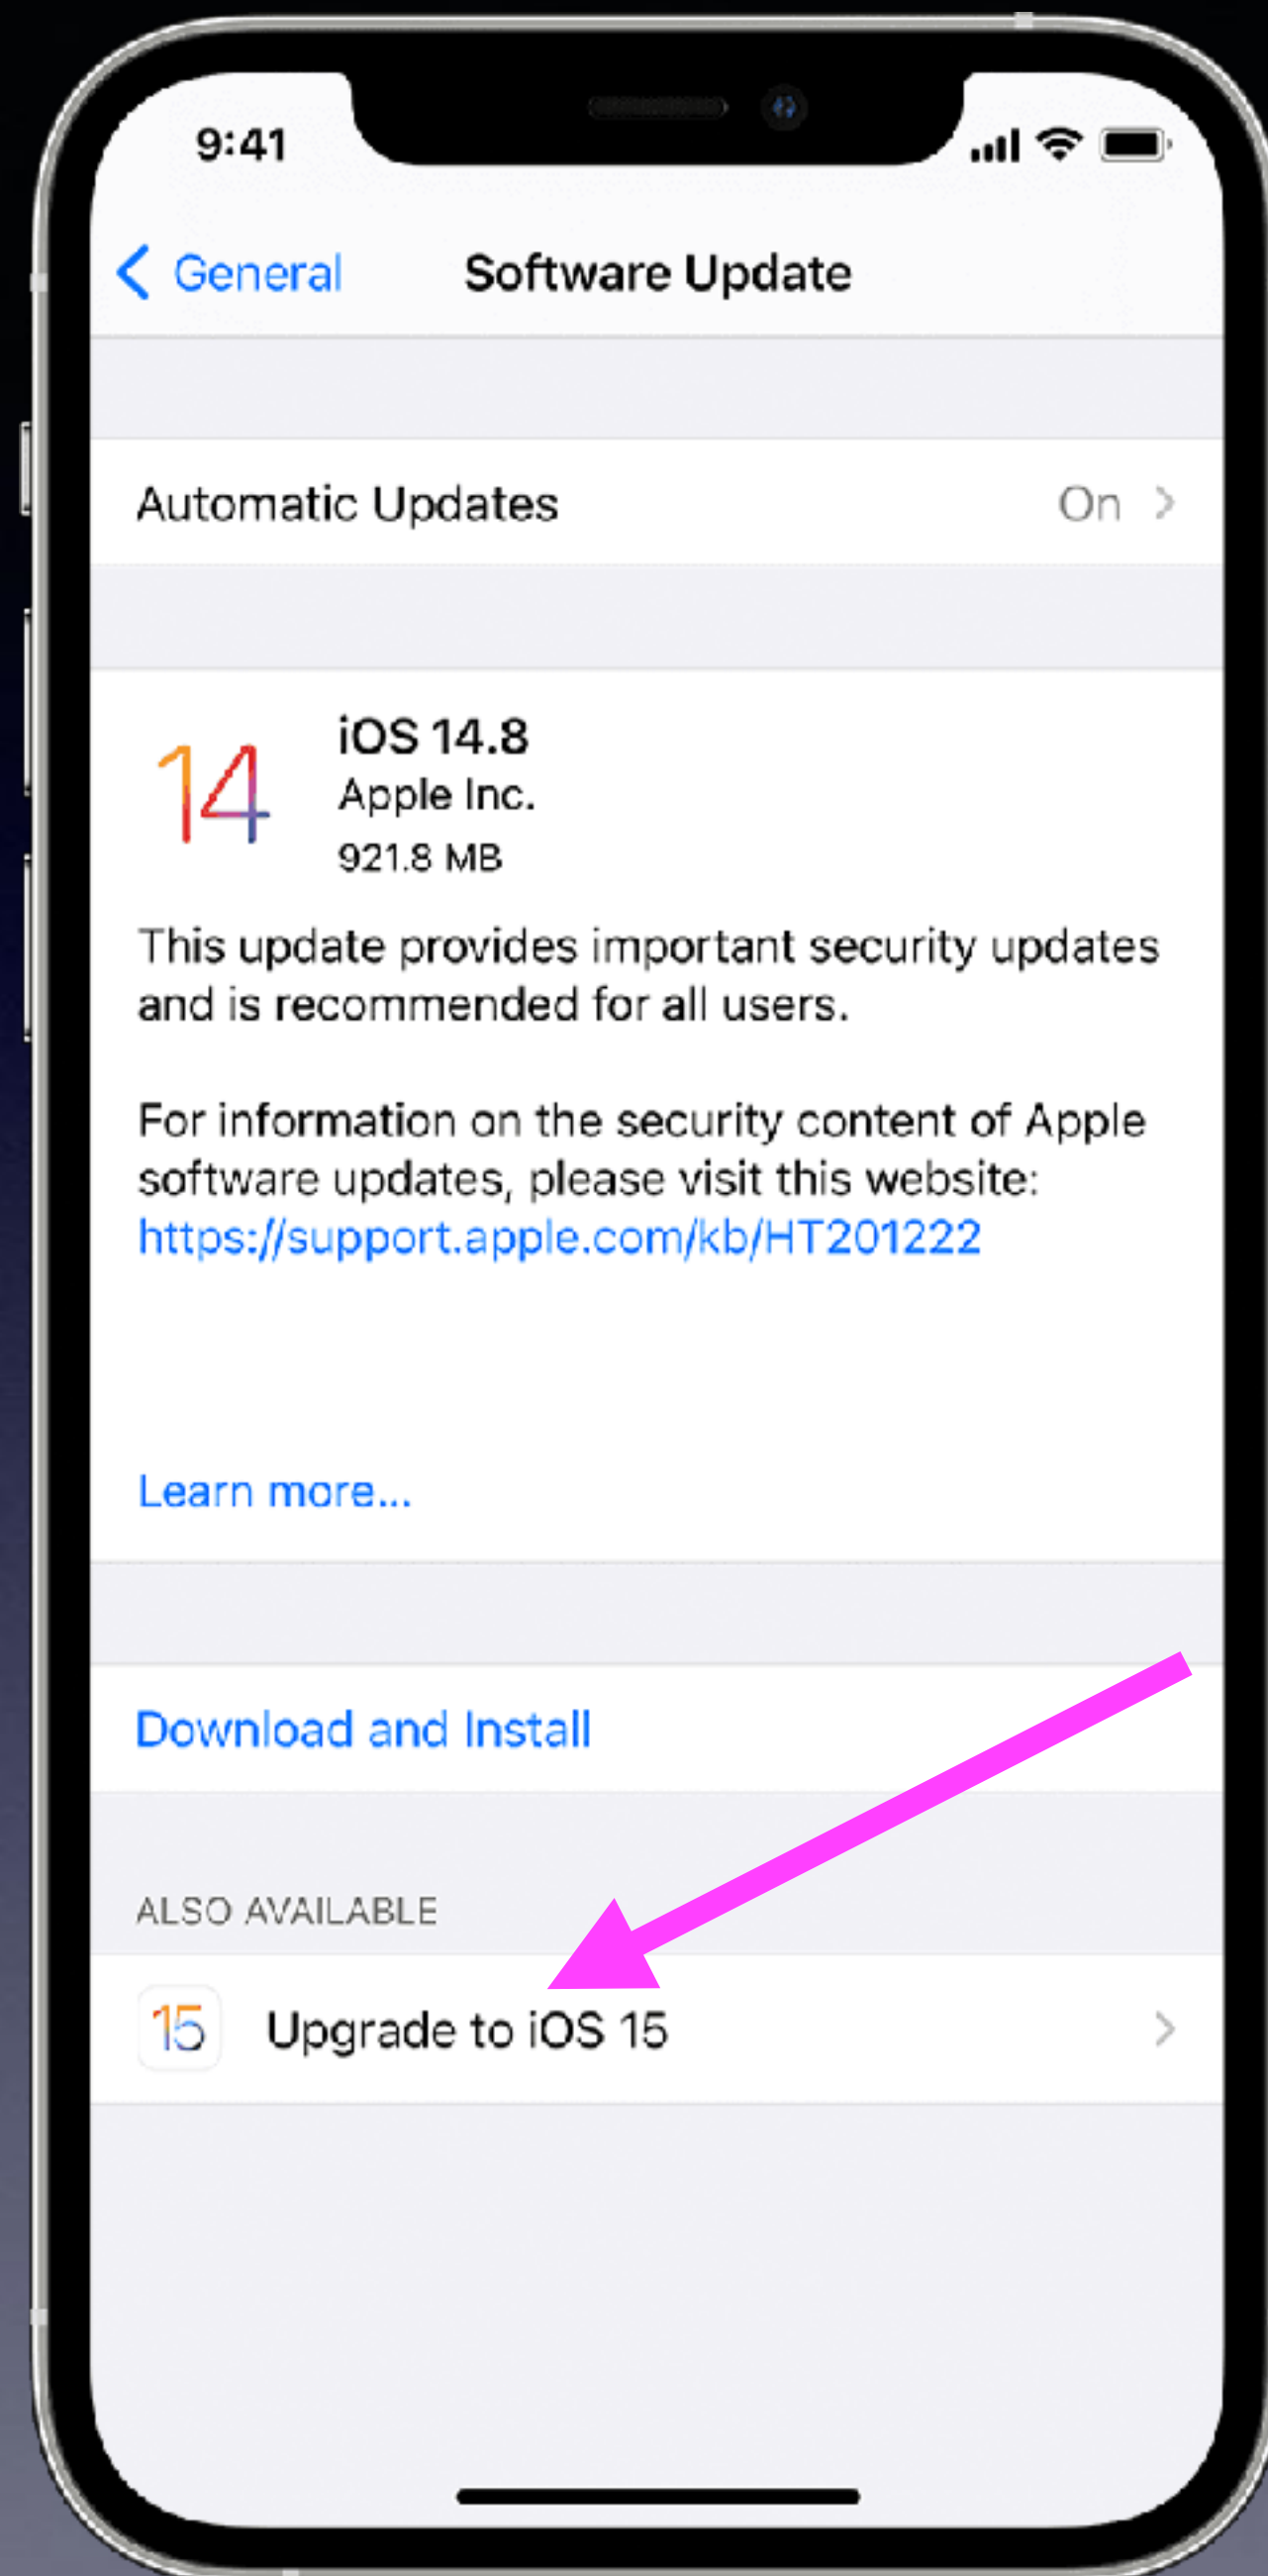 9:41
General
Software Update
Automatic Updates
On
14
iOS 14.8
Apple Inc.
921.8 MB
This update provides important security updates
and is recommended for all users.
For information on the security content of Apple
software updates, please visit this website:
https://support.apple.com/kb/HT201222
Learn more...
Download and Install
ALSO AVAILABLE
15
Upgrade to iOS 15